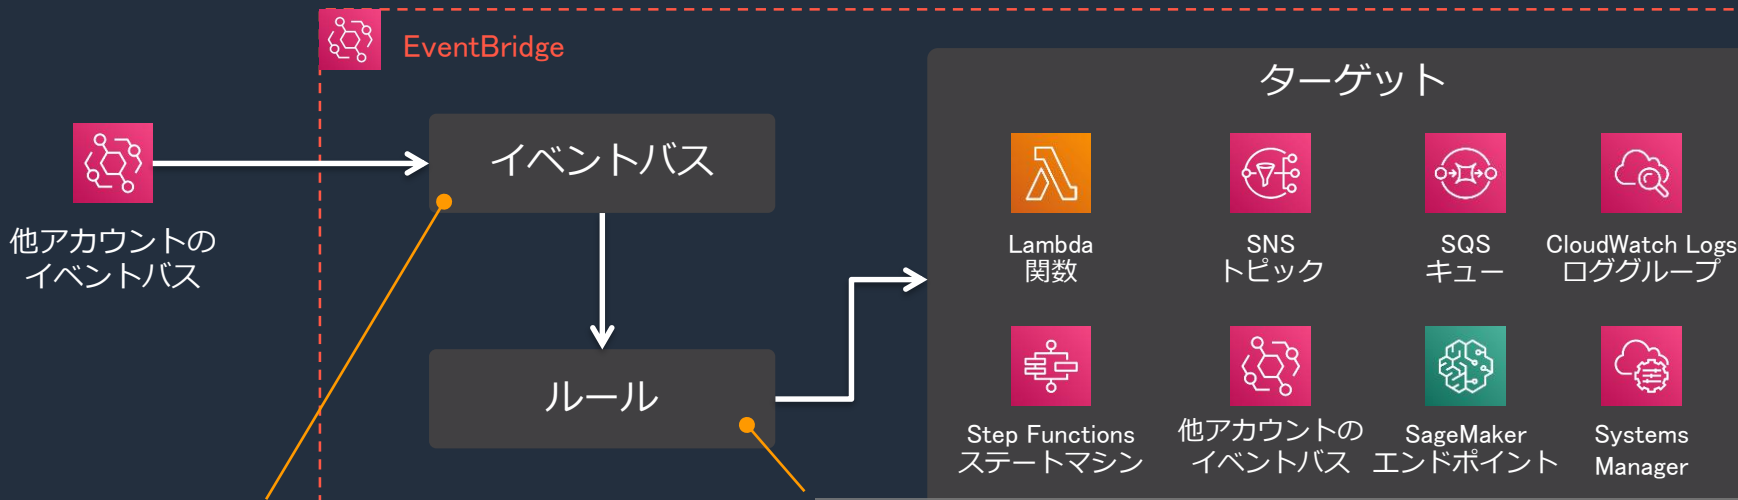 EventBridge
ターゲット
イベントバス
他アカウントの
イベントバス
Lambda
関数
SNS
トピック
SQS
キュー
CloudWatch Logs
ロググループ
ルール
Step Functions
ステートマシン
他アカウントの
イベントバス
SageMaker
エンドポイント
Systems
Manager